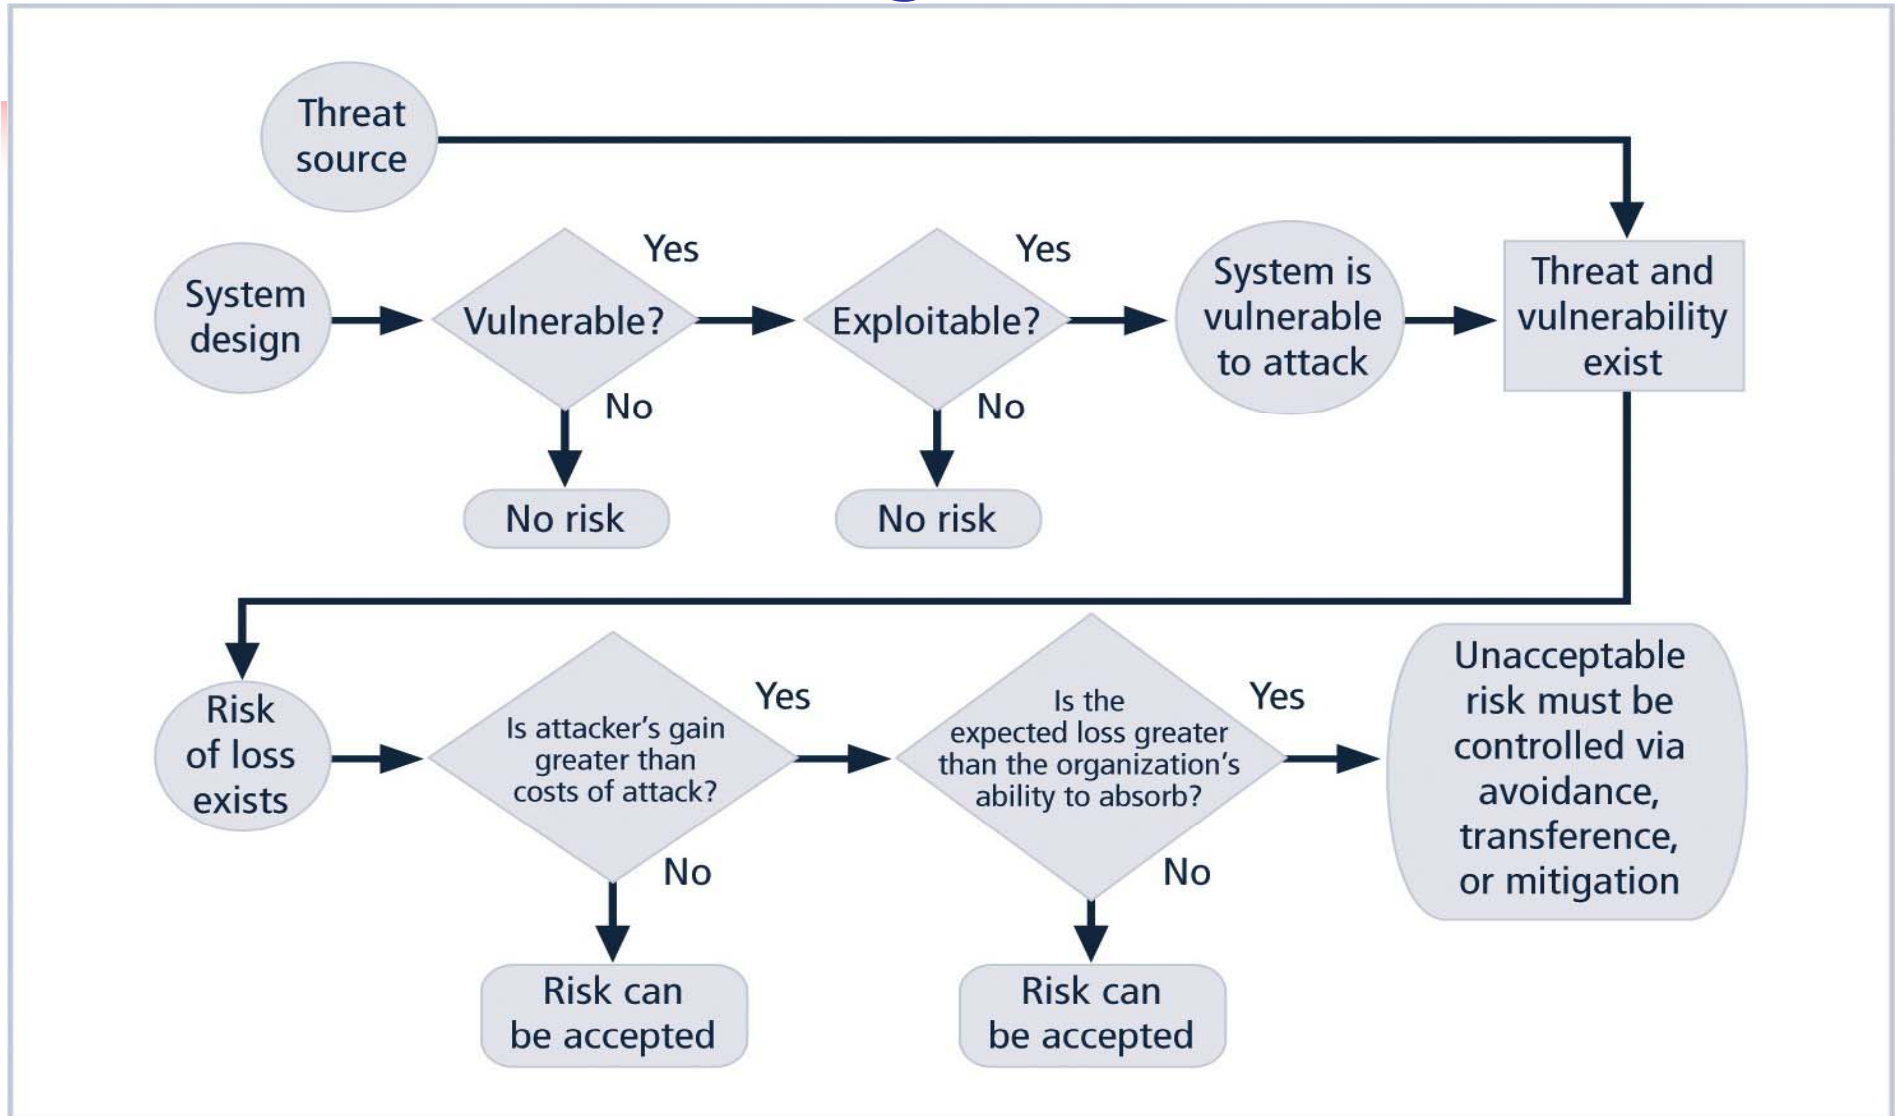 Threat
source
System
design
Vulnerable?
Yes
No
No risk
Exploitable?
Yes
No
No risk
System is
vulnerable
to attack
Threat and
vulnerability
exist
Risk
of loss
exists
Is attacker’s gain
greater than
costs of attack?
Yes
No
Risk can
be accepted
Is the
expected loss greater
than the organization’s
ability to absorb?
Yes
No
Risk can
be accepted
Unacceptable
risk must be
controlled via
avoidance,
transference,
or mitigation